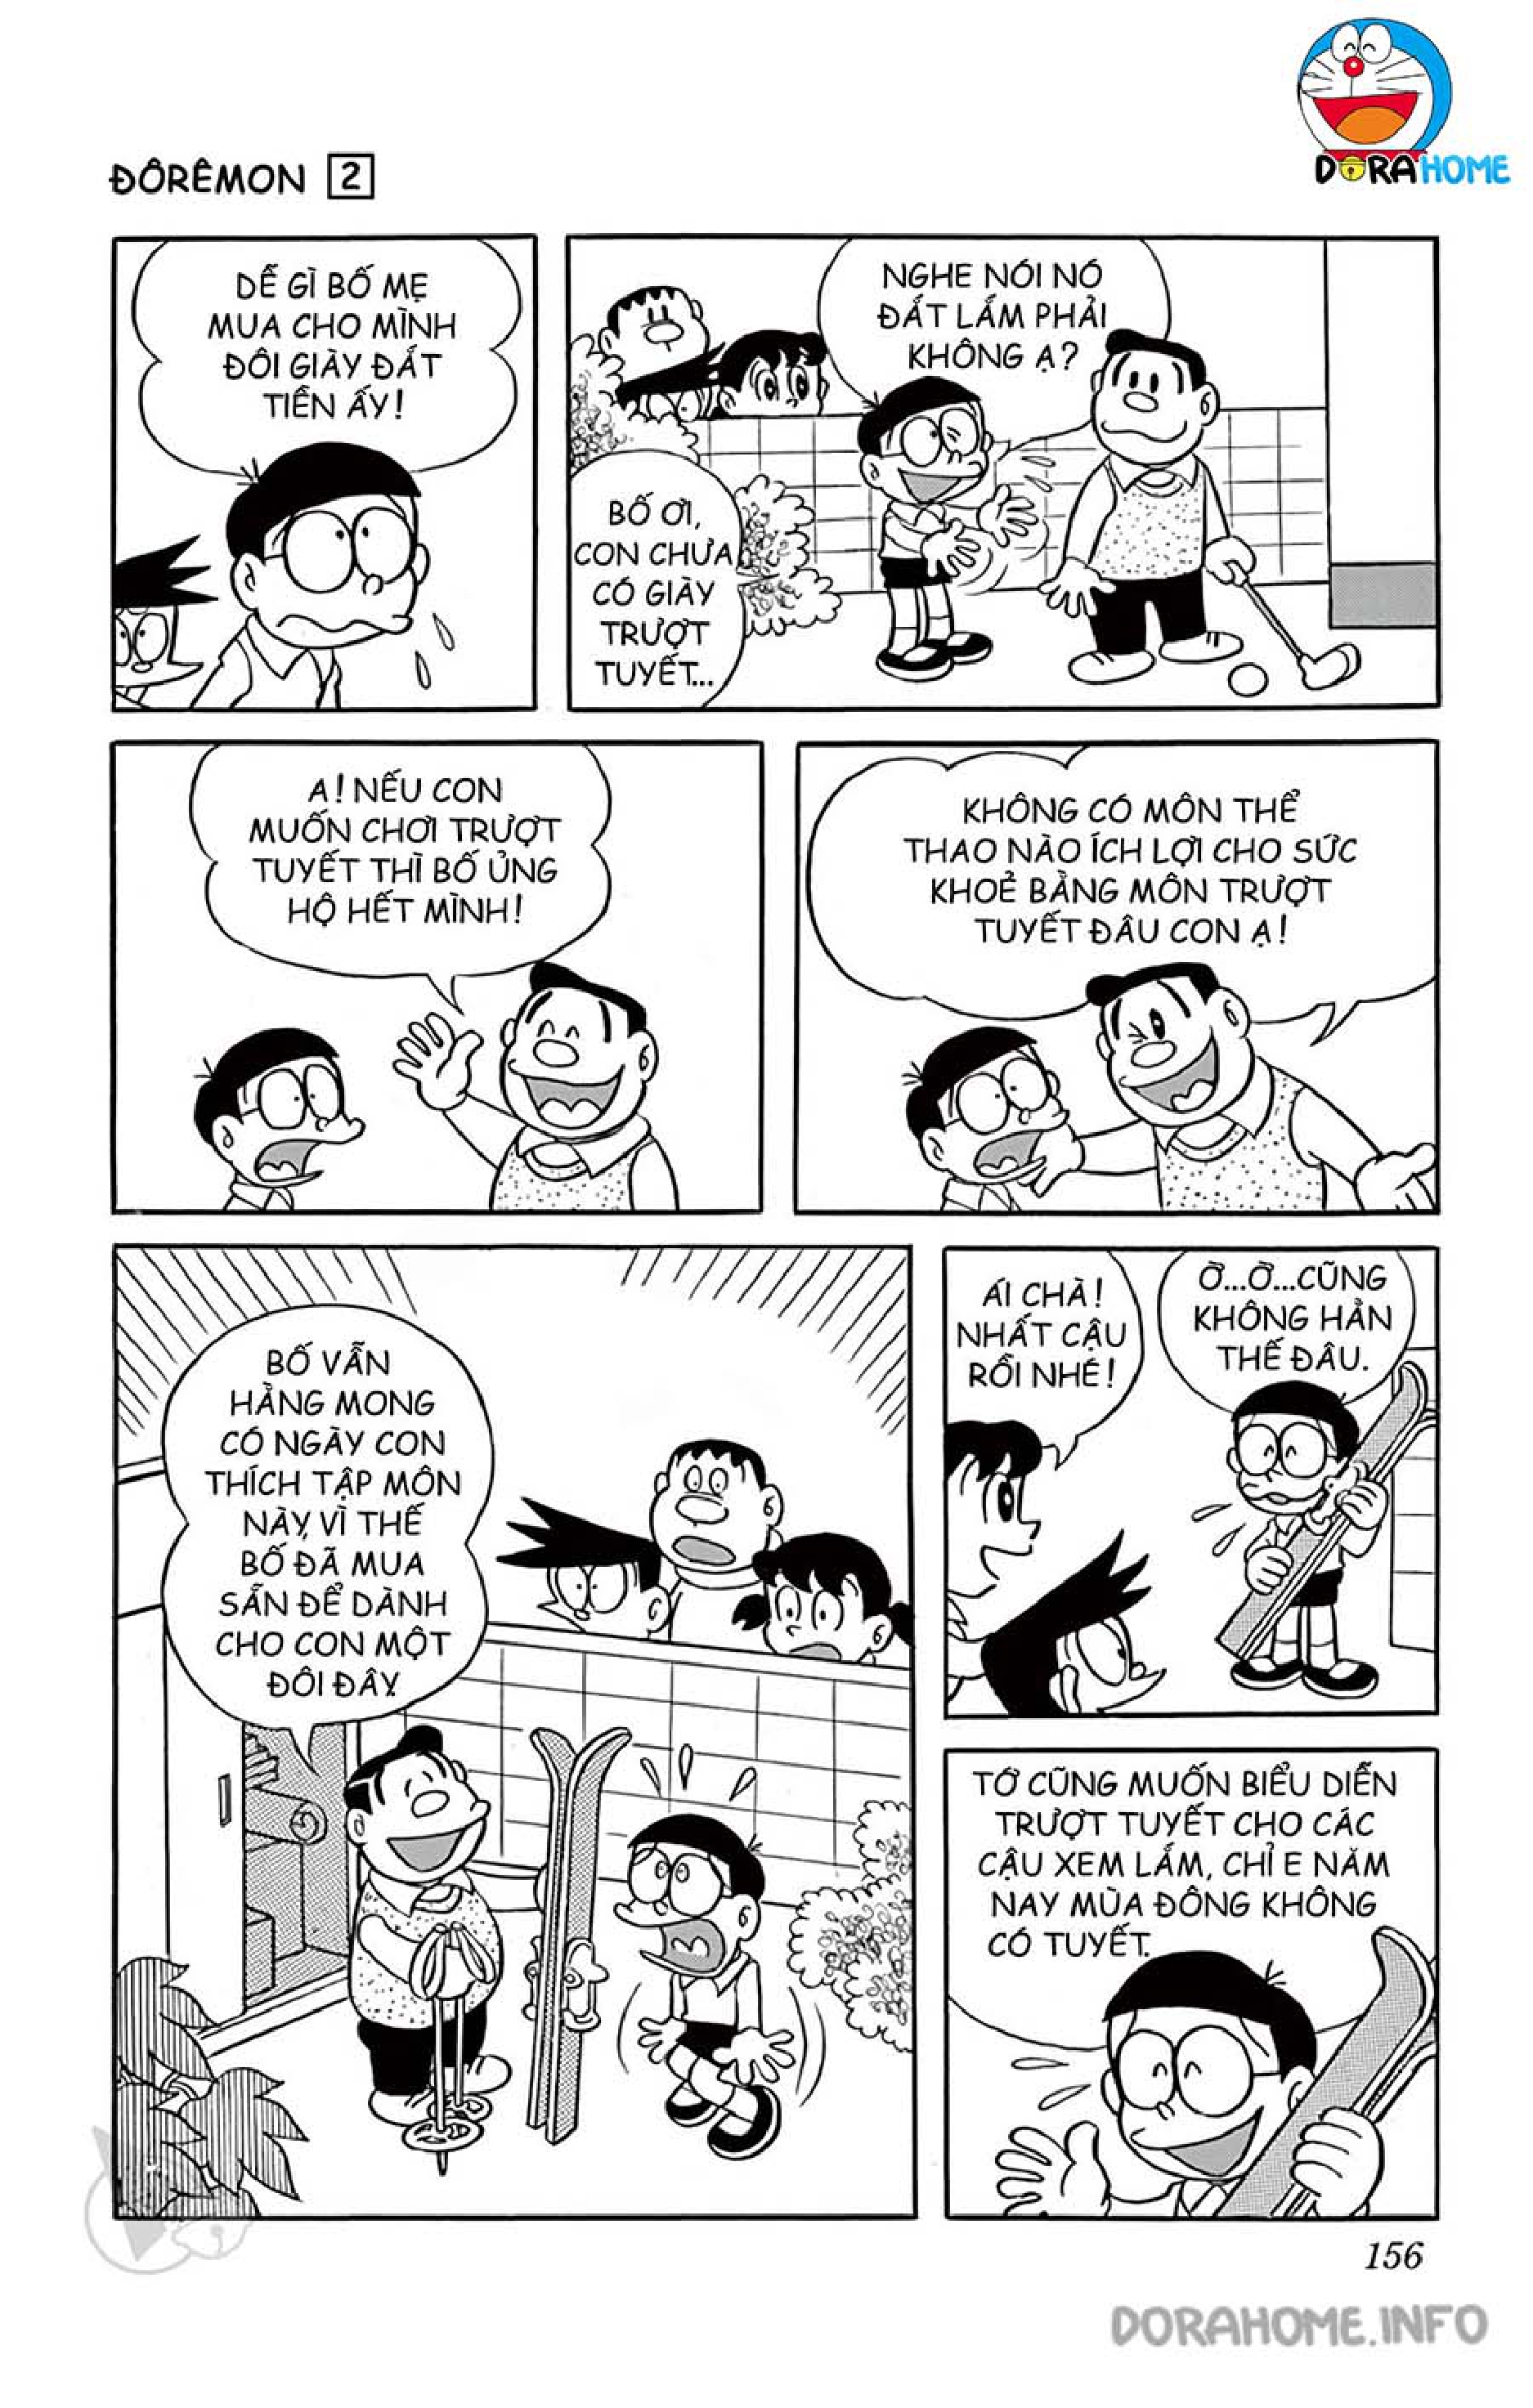 DORAHOME
ĐÔRÊMON 2
DỄ GÌ BỐ MẸ
MUA CHO MÌNH
ĐÔI GIÀY ĐẮT
TIỀN ẤY!
NGHE NÓI NÓ
ĐẮT LẮM PHẢI
KHÔNG Ạ?
BỐ ƠI,
CON CHƯA
CÓ GIÀY
TRƯỢT
TUYẾT...
A! NẾU CON
MUỐN CHƠI TRƯỢT
TUYẾT THÌ BỐ ỦNG
HỘ HẾT MÌNH!
KHÔNG CÓ MÔN THỂ
THAO NÀO ÍCH LỢI CHO SỨC
KHOẺ BẰNG MÔN TRƯỢT
TUYẾT ĐÂU CON Ạ!
BỐ VẪN
HẰNG MONG
CÓ NGÀY CON
THÍCH TẬP MÔN
NÀY, VÌ THẾ
BỐ ĐÃ MUA
SẴN ĐỂ DÀNH
CHO CON MỘT
ĐÔI ĐÂY.
ÁI CHÀ!
NHẤT CẬU
RỒI NHÉ!
Ờ...Ờ...CŨNG
KHÔNG HẲN
THẾ ĐÂU.
TỚ CŨNG MUỐN BIỂU DIỄN
TRƯỢT TUYẾT CHO CÁC
CẬU XEM LẮM, CHỈ E NĂM
NAY MÙA ĐÔNG KHÔNG
CÓ TUYẾT.
156
DORAHOME.INFO